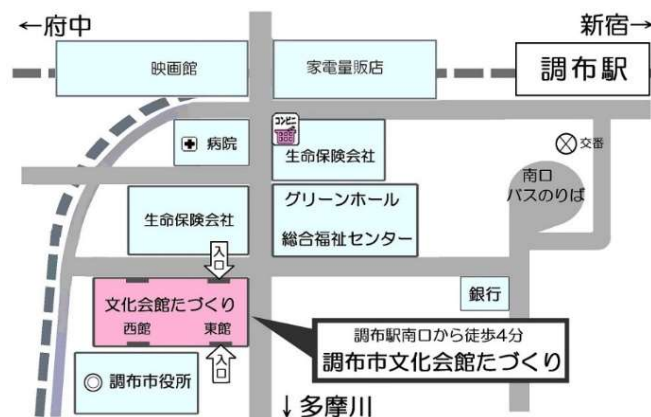 ←府中
新宿→
映画館
家電量販店
調布駅
コンビニ
病院
生命保険会社
交番
グリーンホール
総合福祉センター
南口
バスのりば
生命保険会社
入口
文化会館たづくり
西館
東館
銀行
調布駅南口から徒歩4分
調布市文化会館たづくり
入口
調布市役所
↓多摩川